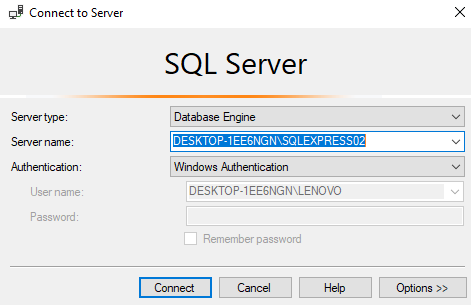 Connect to Server
SQL Server
Server type: Database Engine
Server name: DESKTOP-1EE6NGN\SQLEXPRESS02
Authentication: Windows Authentication
User name: DESKTOP-1EE6NGN\LENOVO
Password:
Remember password
Connect Cancel Help Options >>